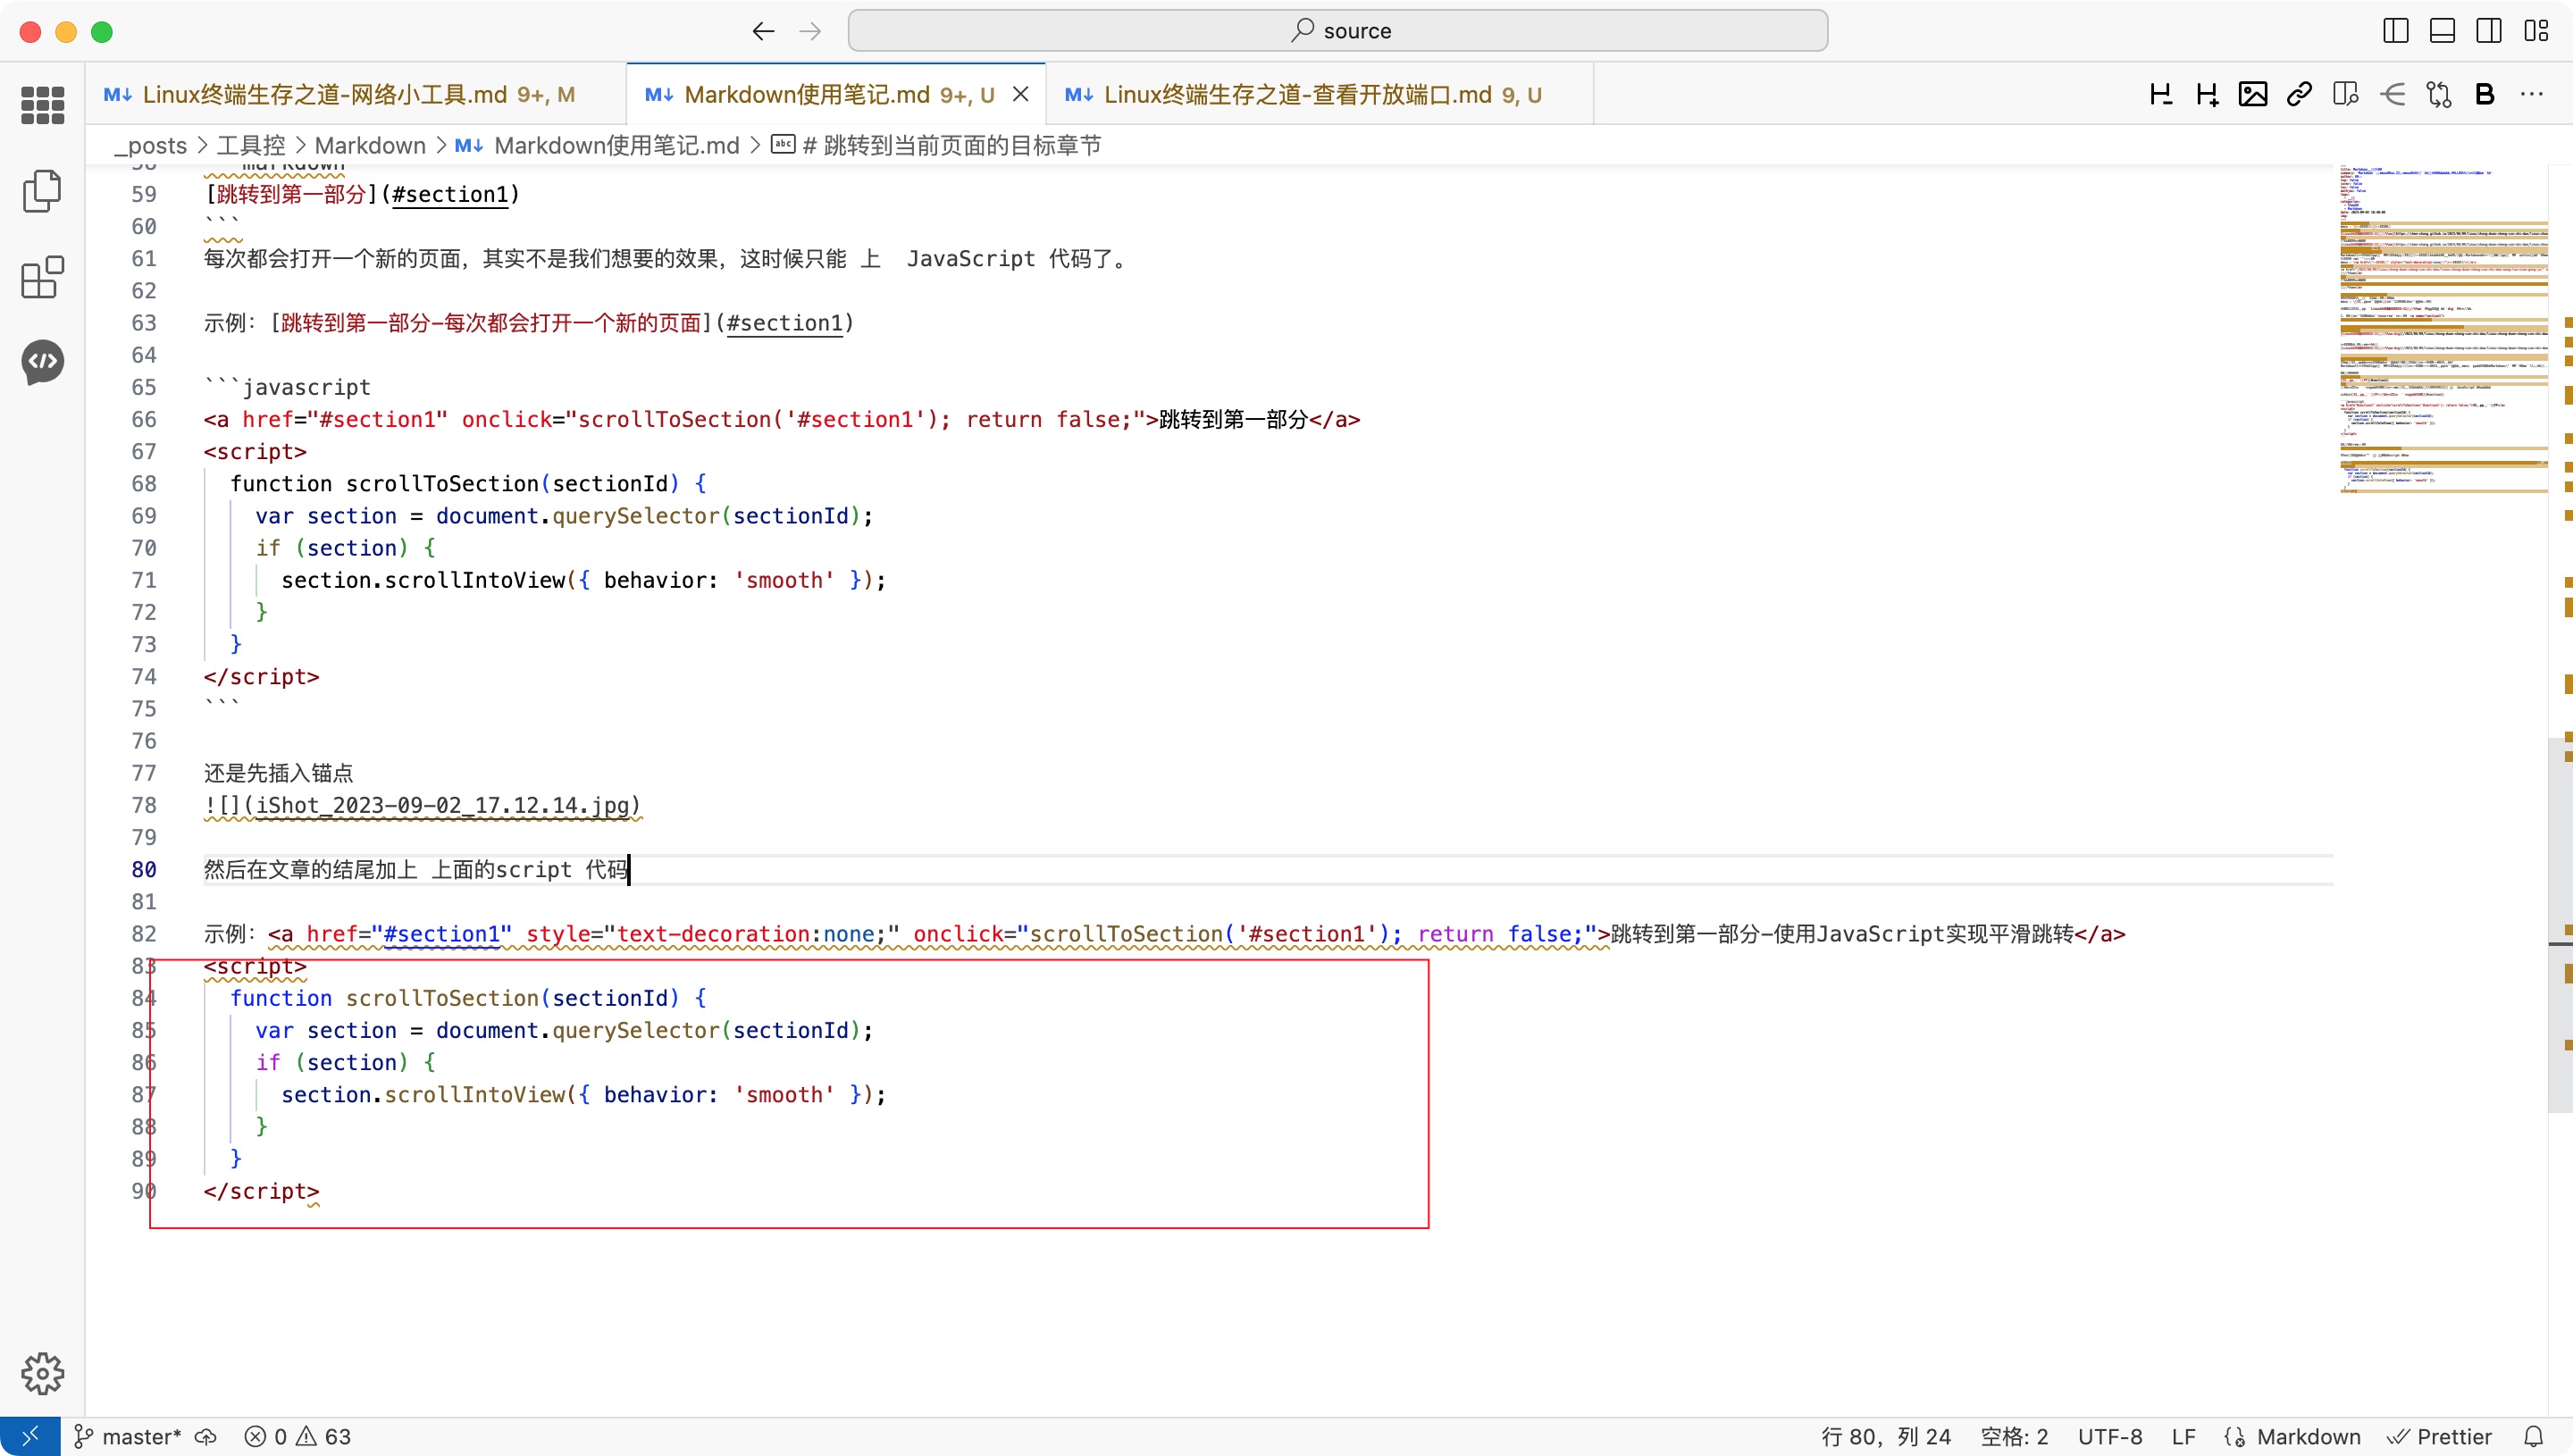 source
Linux终端生存之道-网络小工具.md 9+, M
Markdown使用笔记.md 9+, U
Linux终端生存之道-查看开放端口.md 9, U
_posts > 工具控 > Markdown > Markdown使用笔记.md > # 跳转到当前页面的目标章节
59 [跳转到第一部分](#section1)
60 ```
61 每次都会打开一个新的页面，其实不是我们想要的效果，这时候只能 上  JavaScript 代码了。
62
63 示例：[跳转到第一部分-每次都会打开一个新的页面](#section1)
64
65 ```javascript
66 <a href="#section1" onclick="scrollToSection('#section1'); return false;">跳转到第一部分</a>
67 <script>
68   function scrollToSection(sectionId) {
69     var section = document.querySelector(sectionId);
70     if (section) {
71       section.scrollIntoView({ behavior: 'smooth' });
72     }
73   }
74 </script>
75 ```
76
77 还是先插入锚点
78 ![](iShot_2023-09-02_17.12.14.jpg)
79
80 然后在文章的结尾加上 上面的script 代码
81
82 示例：<a href="#section1" style="text-decoration:none;" onclick="scrollToSection('#section1'); return false;">跳转到第一部分-使用JavaScript实现平滑跳转</a>
83 <script>
84   function scrollToSection(sectionId) {
85     var section = document.querySelector(sectionId);
86     if (section) {
87       section.scrollIntoView({ behavior: 'smooth' });
88     }
89   }
90 </script>
master* 0 63 行 80，列 24 空格: 2 UTF-8 LF Markdown Prettier